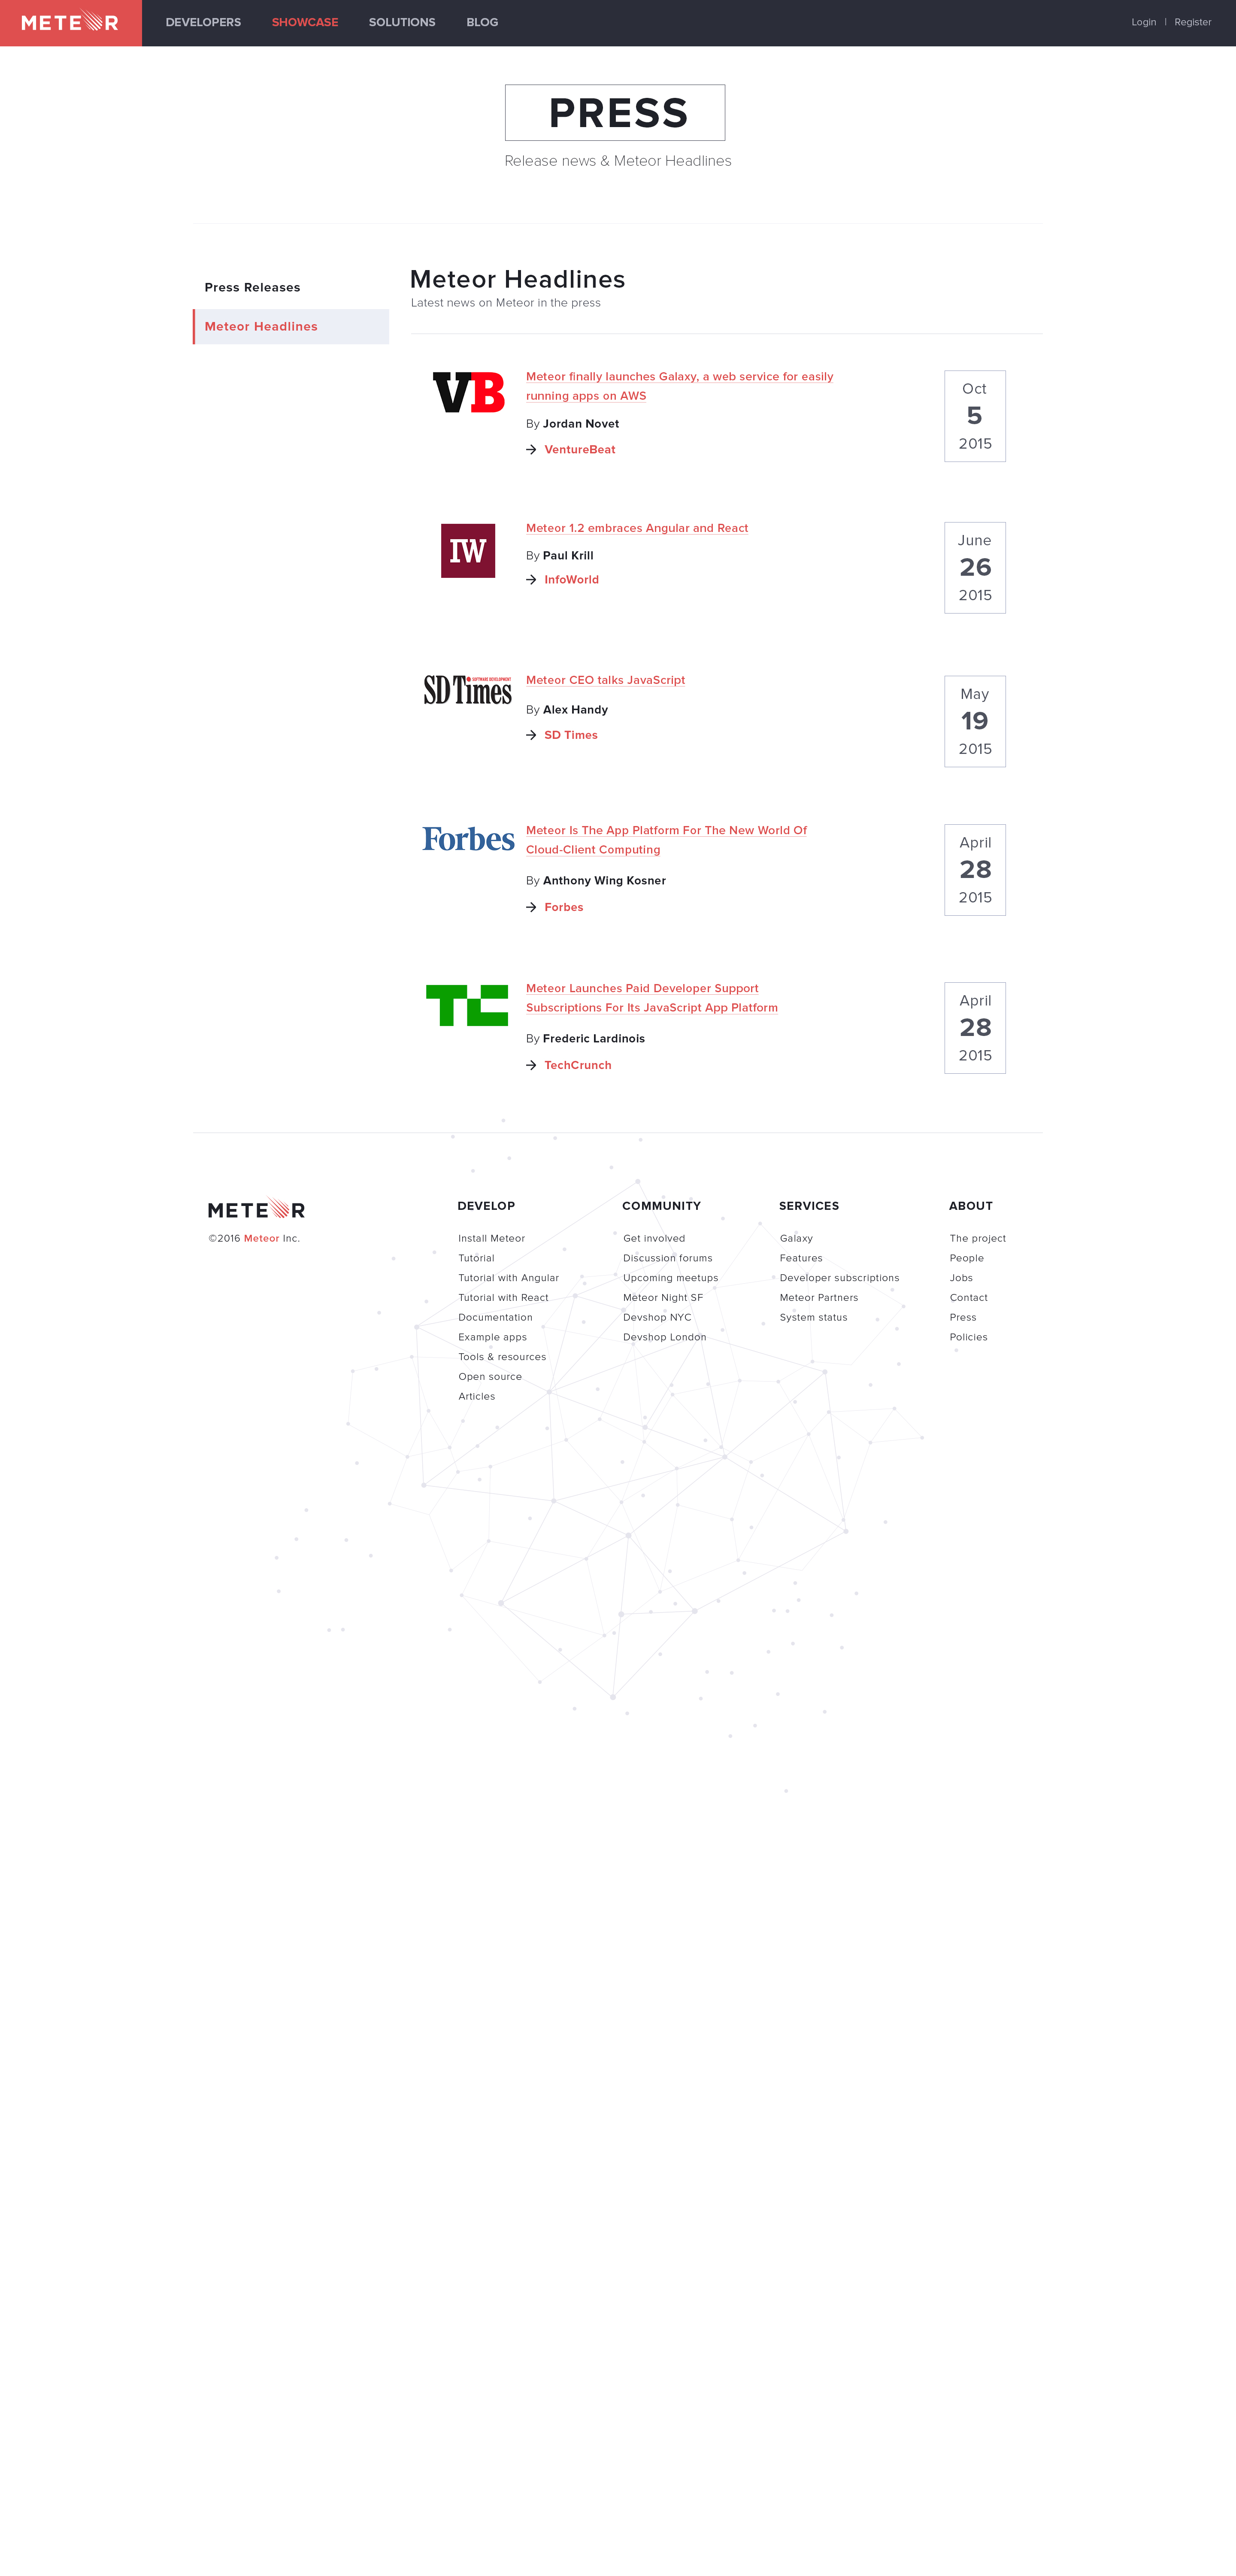 METEOR
DEVELOPERS SHOWCASE SOLUTIONS BLOG
Login | Register
PRESS
Release news & Meteor Headlines
Press Releases
Meteor Headlines
Meteor Headlines
Latest news on Meteor in the press
VB
Meteor finally launches Galaxy, a web service for easily
running apps on AWS
By Jordan Novet
VentureBeat
Oct
5
2015
IW
Meteor 1.2 embraces Angular and React
By Paul Krill
InfoWorld
June
26
2015
SD Times
SOFTWARE DEVELOPMENT
Meteor CEO talks JavaScript
By Alex Handy
SD Times
May
19
2015
Forbes
Meteor Is The App Platform For The New World Of
Cloud-Client Computing
By Anthony Wing Kosner
Forbes
April
28
2015
TC
Meteor Launches Paid Developer Support
Subscriptions For Its JavaScript App Platform
By Frederic Lardinois
TechCrunch
April
28
2015
METEOR
©2016 Meteor Inc.
DEVELOP
Install Meteor
Tutorial
Tutorial with Angular
Tutorial with React
Documentation
Example apps
Tools & resources
Open source
Articles
COMMUNITY
Get involved
Discussion forums
Upcoming meetups
Meteor Night SF
Devshop NYC
Devshop London
SERVICES
Galaxy
Features
Developer subscriptions
Meteor Partners
System status
ABOUT
The project
People
Jobs
Contact
Press
Policies